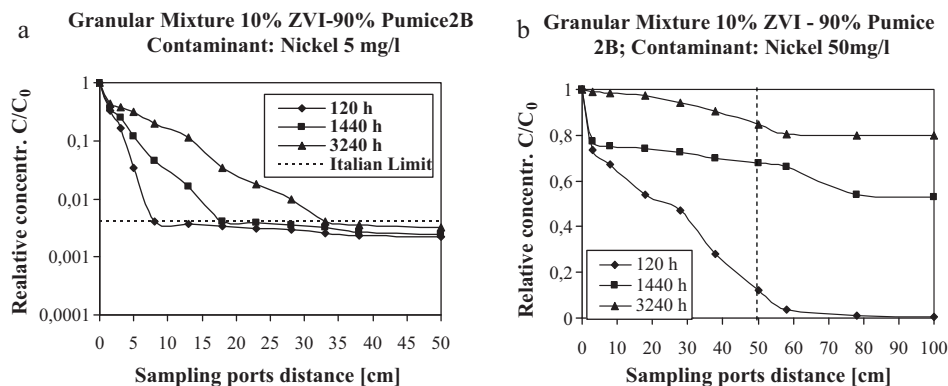 a
Granular Mixture 10% ZVI-90% Pumice2B
Contaminant: Nickel 5 mg/l
Realative concentr. C/C0
1
0,1
0,01
0,001
0,0001
120 h
1440 h
3240 h
Italian Limit
0 5 10 15 20 25 30 35 40 45 50
Sampling ports distance [cm]
b
Granular Mixture 10% ZVI - 90% Pumice
2B; Contaminant: Nickel 50mg/l
Relative concentr. C/C0
1
0,8
0,6
0,4
0,2
0
120 h
1440 h
3240 h
0 10 20 30 40 50 60 70 80 90 100
Sampling ports distance [cm]